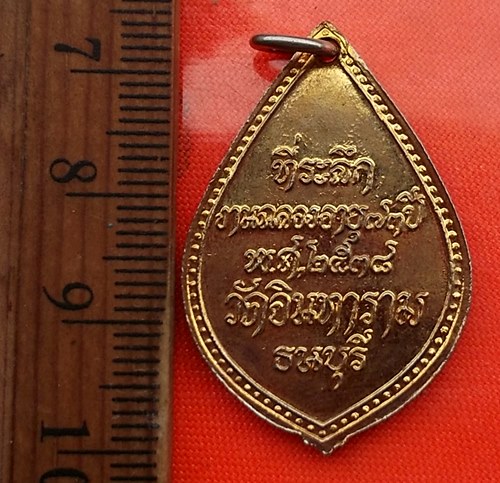 ที่ระลึก
งานฉลองอายุ ๗๓ ปี
พ.ศ. ๒๕๓๘
วัดอินทาราม
ธนบุรี
7
8
9
10